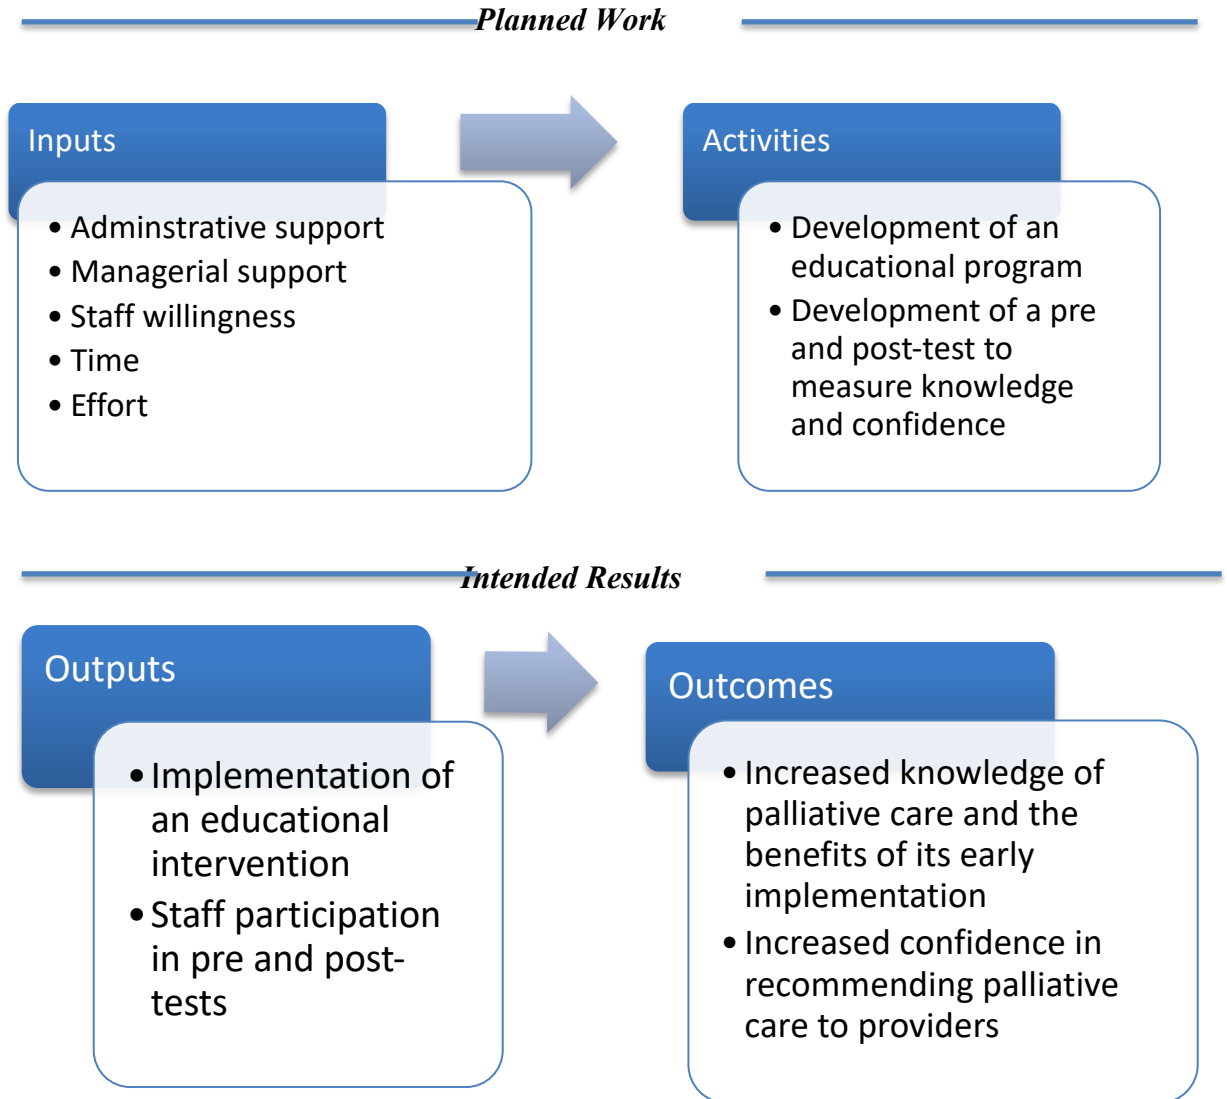 Planned Work
Inputs
• Adminstrative support
• Managerial support
• Staff willingness
• Time
• Effort
Activities
• Development of an
educational program
• Development of a pre
and post-test to
measure knowledge
and confidence
Intended Results
Outputs
• Implementation of
an educational
intervention
• Staff participation
in pre and post-
tests
Outcomes
• Increased knowledge of
palliative care and the
benefits of its early
implementation
• Increased confidence in
recommending palliative
care to providers